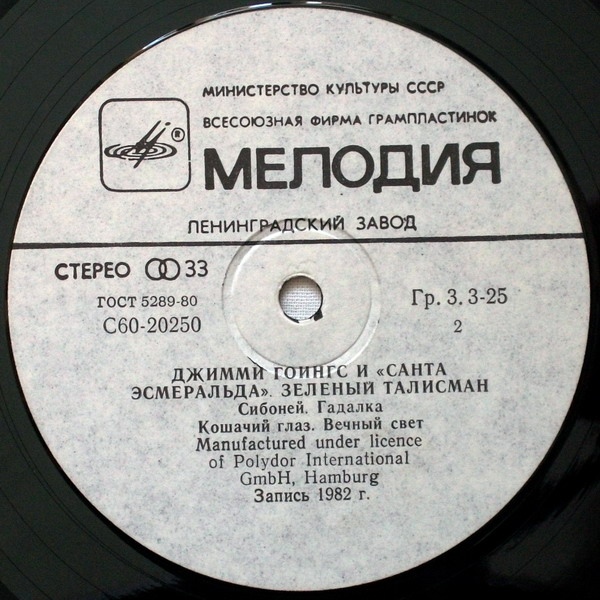 МИНИСТЕРСТВО КУЛЬТУРЫ СССР
ВСЕСОЮЗНАЯ ФИРМА ГРАМПЛАСТИНОК
®
МЕЛОДИЯ
ЛЕНИНГРАДСКИЙ ЗАВОД
СТЕРЕО 33
ГОСТ 5289-80
Гр. 3. 3-25
С60-20250
2
ДЖИММИ ГОИНГС И «САНТА
ЭСМЕРАЛЬДА». ЗЕЛЕНЫЙ ТАЛИСМАН
Сибоней. Гадалка
Кошачий глаз. Вечный свет
Manufactured under licence
of Polydor International
GmbH, Hamburg
Запись 1982 г.